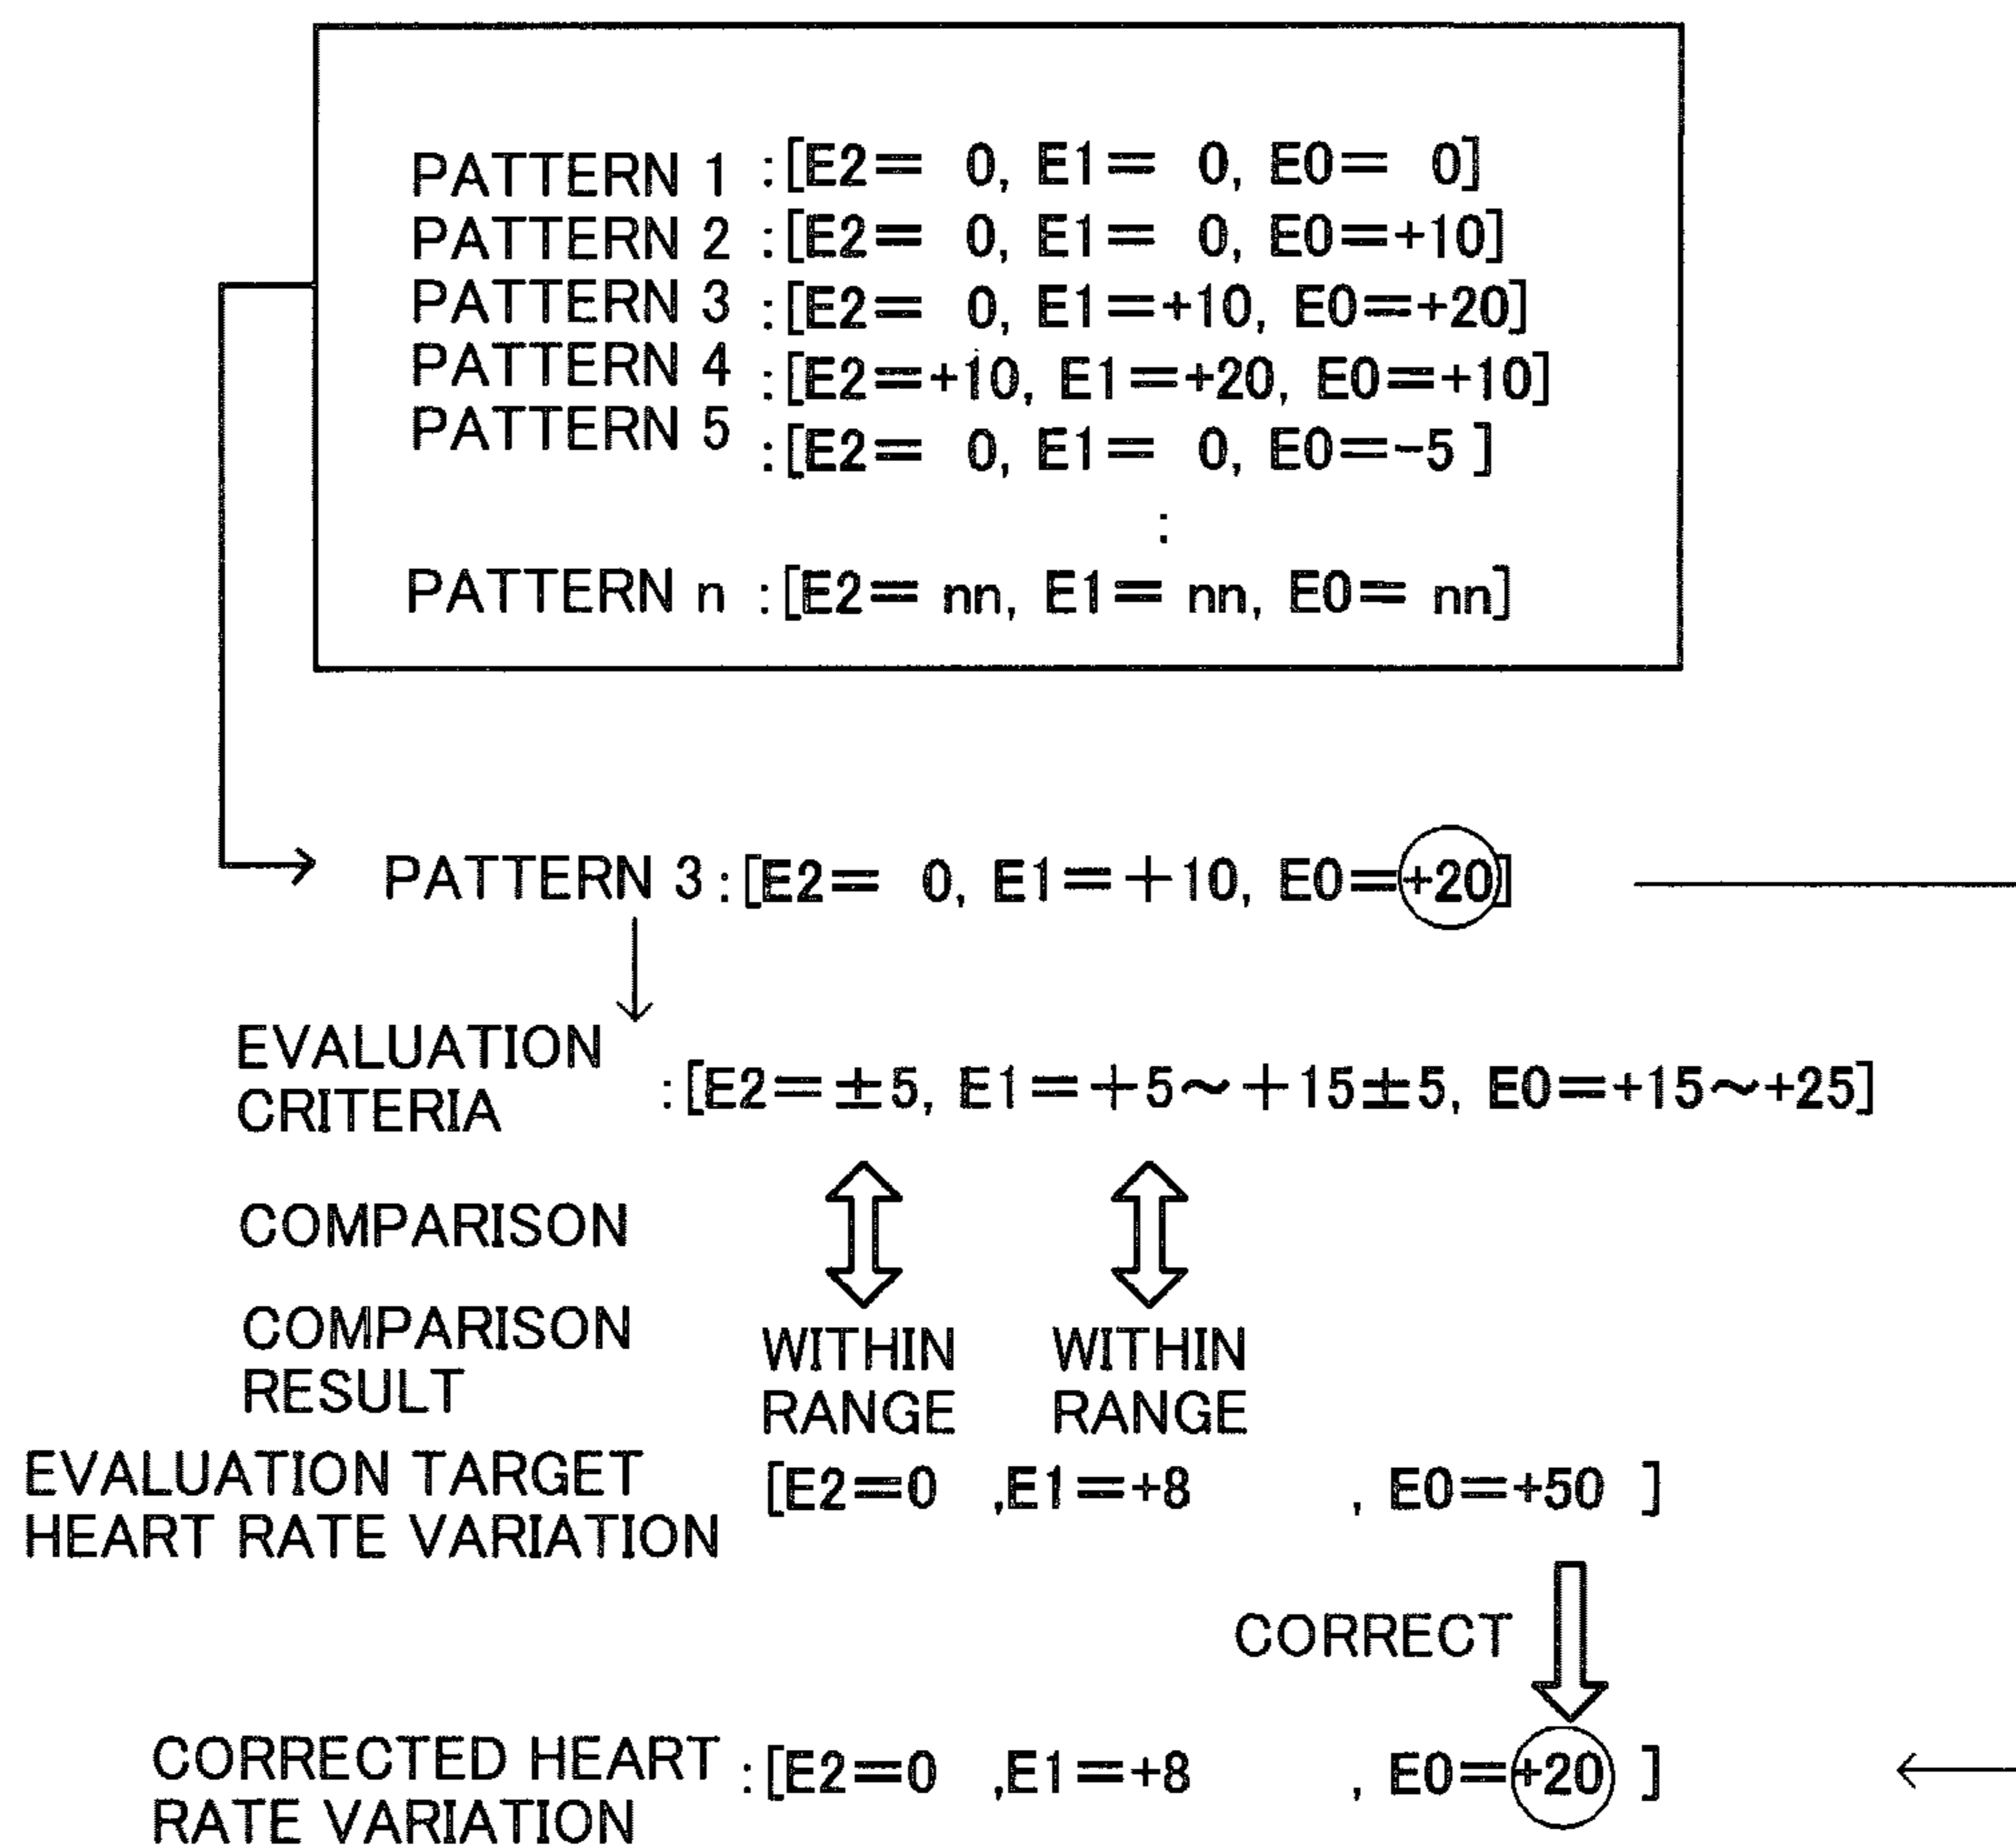 PATTERN 1 :[E2= 0, E1= 0, E0= 0]
PATTERN 2 :[E2= 0, E1= 0, E0=+10]
PATTERN 3 :[E2= 0, E1=+10, E0=+20]
PATTERN 4 :[E2=+10, E1=+20, E0=+10]
PATTERN 5 :[E2= 0, E1= 0, E0=-5 ]
:
PATTERN n :[E2= nn, E1= nn, E0= nn]
PATTERN 3:[E2= 0, E1=+10, E0=+20]
EVALUATION
CRITERIA :[E2=±5, E1=+5~+15±5, E0=+15~+25]
COMPARISON
COMPARISON
RESULT
WITHIN
RANGE
WITHIN
RANGE
EVALUATION TARGET
HEART RATE VARIATION
[E2=0 ,E1=+8 , E0=+50 ]
CORRECT
CORRECTED HEART
RATE VARIATION
:[E2=0 ,E1=+8 , E0=+20 ]